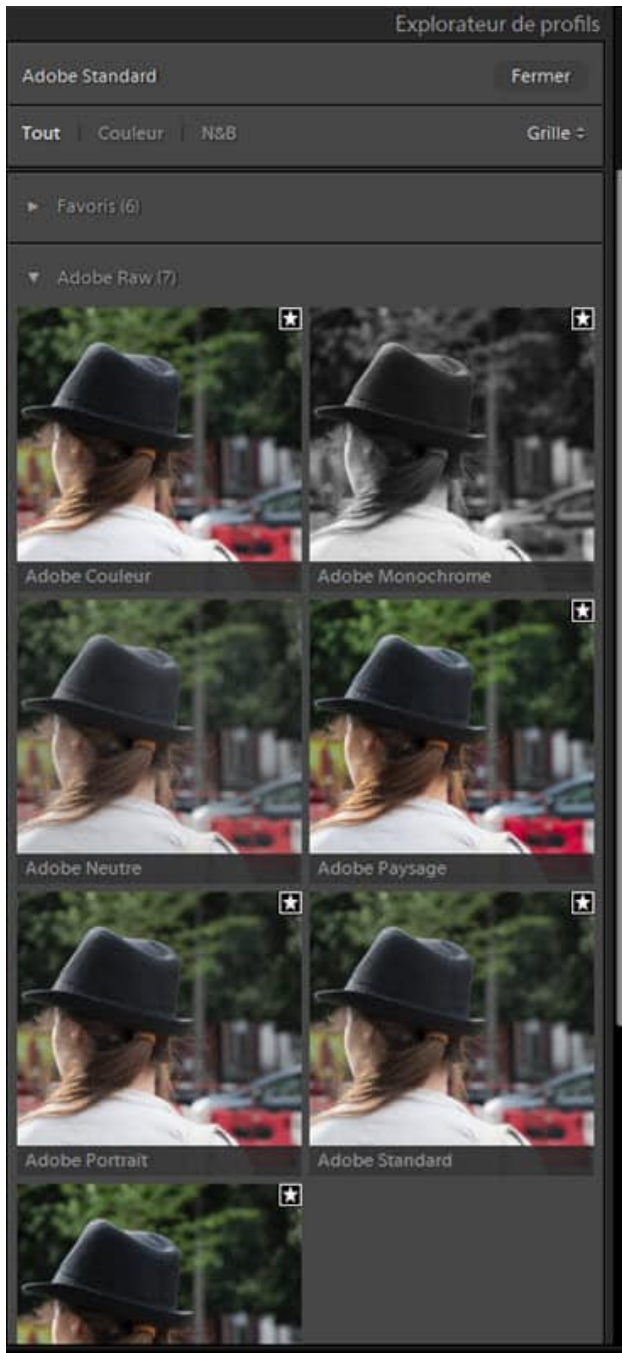 Explorateur de profils
Adobe Standard Fermer
Tout Couleur N&B Grille
Favoris (6)
Adobe Raw (7)
Adobe Couleur Adobe Monochrome
Adobe Neutre Adobe Paysage
Adobe Portrait Adobe Standard